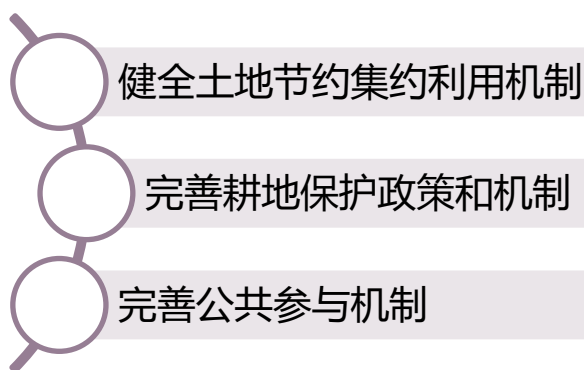 健全土地节约集约利用机制
完善耕地保护政策和机制
完善公共参与机制